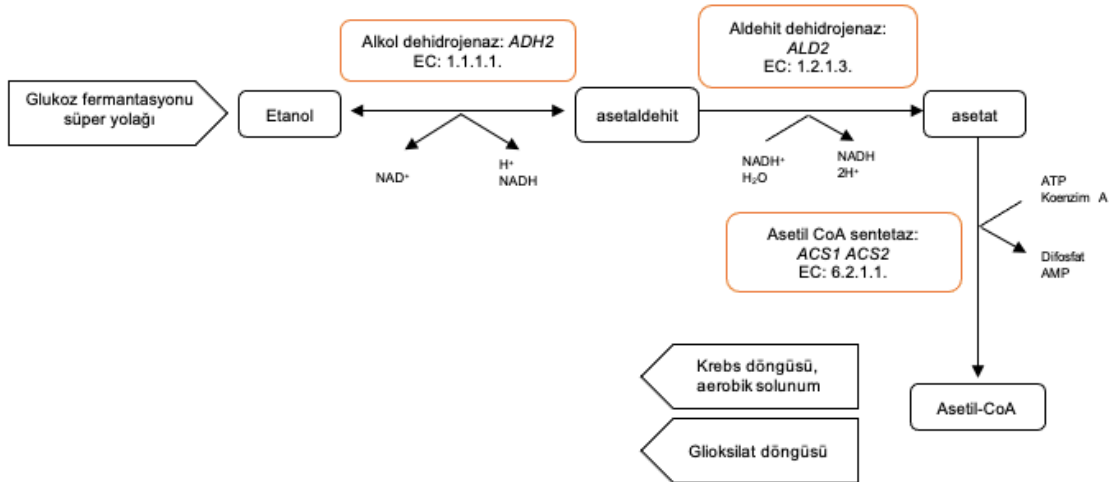 Alkol dehidrojenaz: ADH2
EC: 1.1.1.1.
Aldehit dehidrojenaz:
ALD2
EC: 1.2.1.3.
Glukoz fermantasyonu
süper yolağı
Etanol
asetaldehit
asetat
NAD⁺
H⁺
NADH
NADH⁺
H₂O
NADH
2H⁺
ATP
Koenzim A
Asetil CoA sentetaz:
ACS1 ACS2
EC: 6.2.1.1.
Difosfat
AMP
Krebs döngüsü,
aerobik solunum
Asetil-CoA
Glioksilat döngüsü